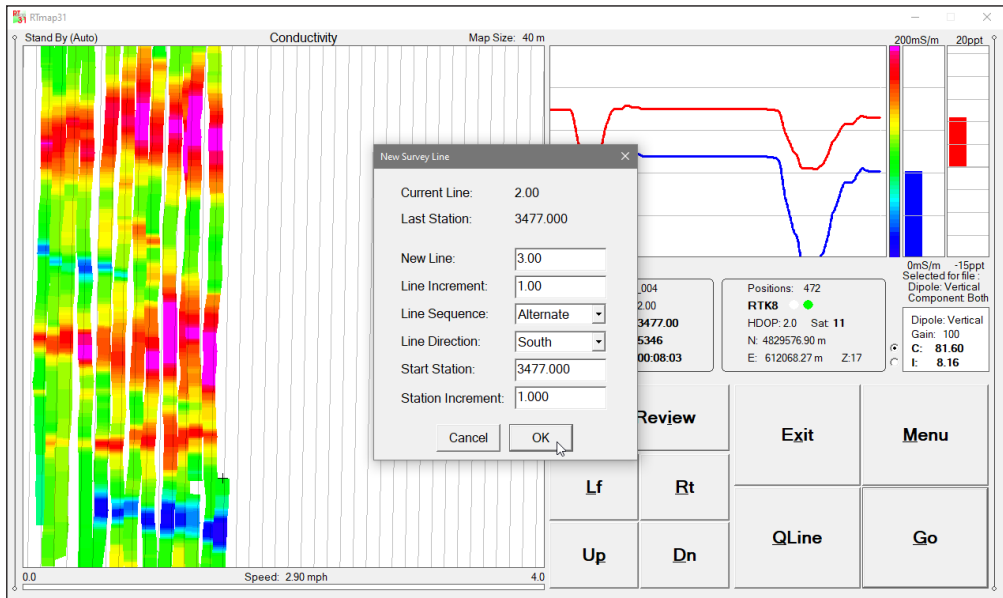 RTmap31
Stand By (Auto)
Conductivity
Map Size: 40 m
200mS/m
20ppt
New Survey Line
Current Line: 2.00
Last Station: 3477.000
New Line: 3.00
Line Increment: 1.00
Line Sequence: Alternate
Line Direction: South
Start Station: 3477.000
Station Increment: 1.000
Cancel
OK
0mS/m
-15ppt
Selected for file :
Dipole: Vertical
Component: Both
_004
2.00
3477.00
5346
00:08:03
Positions: 472
RTK8
HDOP: 2.0 Sat: 11
N: 4829576.90 m
E: 612068.27 m Z:17
Dipole: Vertical
Gain: 100
C: 81.60
I: 8.16
Review
Exit
Menu
Lf
Rt
QLine
Go
Up
Dn
0.0
Speed: 2.90 mph
4.0